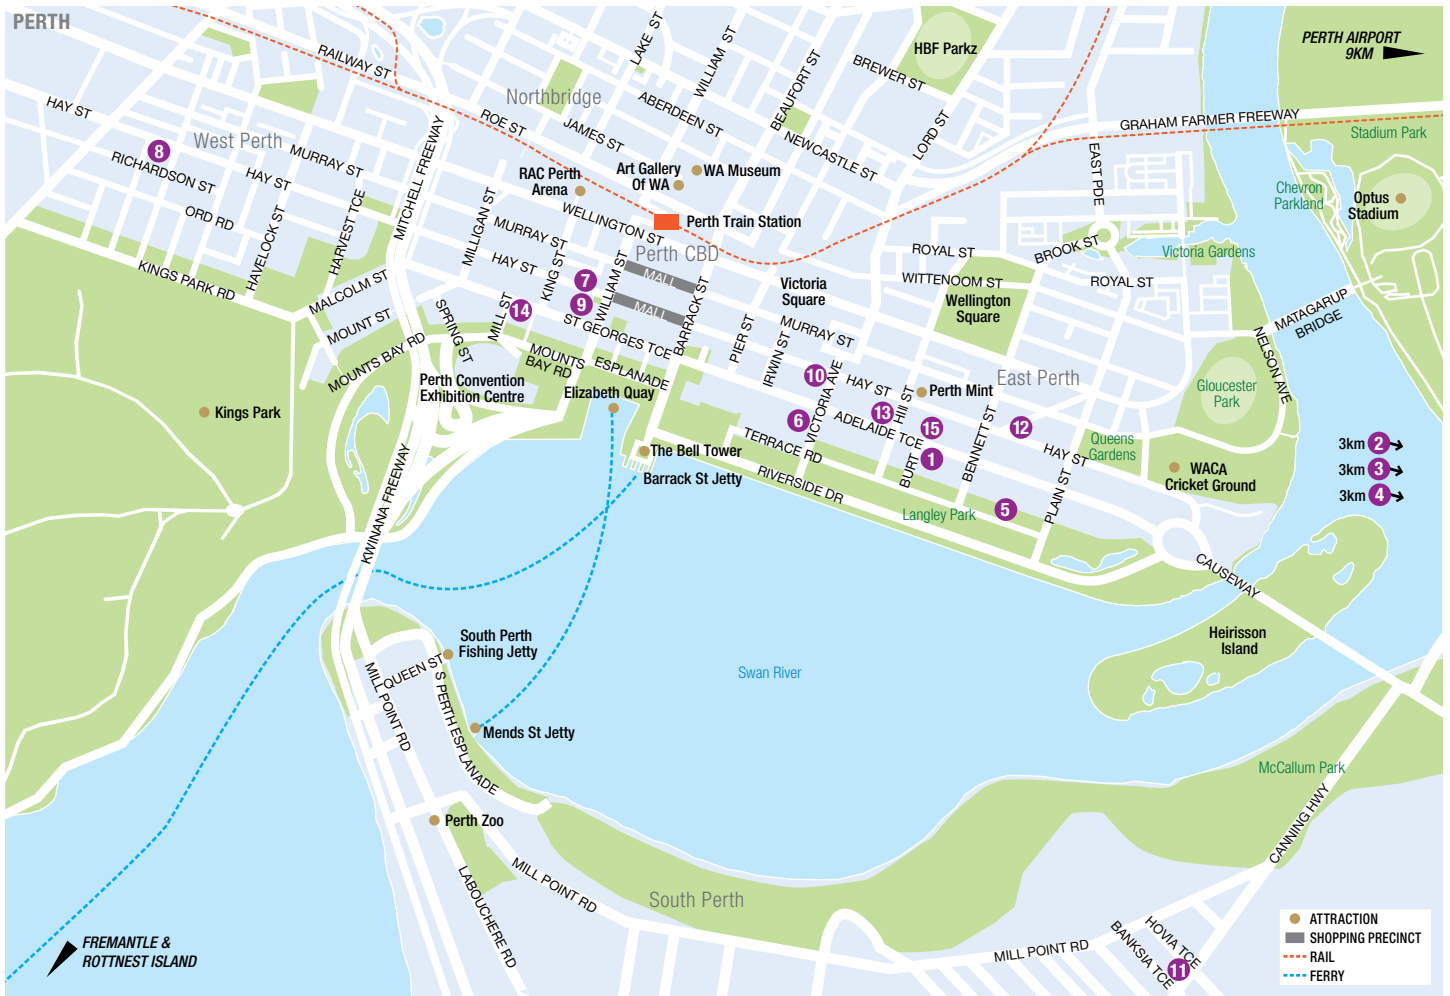 PERTH
PERTH AIRPORT
9KM
HBF Parkz
LAKE ST
WILLIAM ST
BEAUFORT ST
BREWER ST
RAILWAY ST
HAY ST
Northbridge
ABERDEEN ST
ROE ST
JAMES ST
NEWCASTLE ST
LORD ST
GRAHAM FARMER FREEWAY
Stadium Park
West Perth
8
RICHARDSON ST
MURRAY ST
HAY ST
ORD RD
MITCHELL FREEWAY
EAST PDE
RAC Perth
Arena
Art Gallery
Of WA
WA Museum
Chevron
Parkland
Optus
Stadium
HAVELOCK ST
HARVEST TCE
MILLIGAN ST
WELLINGTON ST
Perth Train Station
MURRAY ST
HAY ST
Perth CBD
ROYAL ST
BROOK ST
Victoria Gardens
KINGS PARK RD
MALCOLM ST
MOUNT ST
KING ST
7
9
WILLIAM ST
MALL
MALL
BARRACK ST
Victoria
Square
WITTENOOM ST
Wellington
Square
ROYAL ST
MATAGARUP
BRIDGE
MILL ST
14
SPRING ST
ST GEORGES TCE
PIER ST
MURRAY ST
IRWIN ST
NELSON AVE
MOUNTS BAY RD
MOUNTS
BAY RD
ESPLANADE
Perth Convention
Exhibition Centre
Elizabeth Quay
10
HAY ST
VICTORIA AVE
East Perth
Perth Mint
Gloucester
Park
Kings Park
6
13
HIll ST
ADELAIDE TCE
15
BENNETT ST
12
HAY ST
Queens
Gardens
TERRACE RD
The Bell Tower
Barrack St Jetty
BURT
1
RIVERSIDE DR
WACA
Cricket Ground
3km 2
3km 3
3km 4
Langley Park
5
PLAIN ST
KWINANA FREEWAY
CAUSEWAY
Heirisson
Island
South Perth
Fishing Jetty
QUEEN ST
Swan River
MILL POINT RD
S PERTH ESPLANADE
Mends St Jetty
McCallum Park
Perth Zoo
CANNING HWY
MILL POINT RD
LABOUCHERE RD
South Perth
FREMANTLE &
ROTTNEST ISLAND
MILL POINT RD
HOVIA TCE
BANKSIA TCE
11
ATTRACTION
SHOPPING PRECINCT
RAIL
FERRY